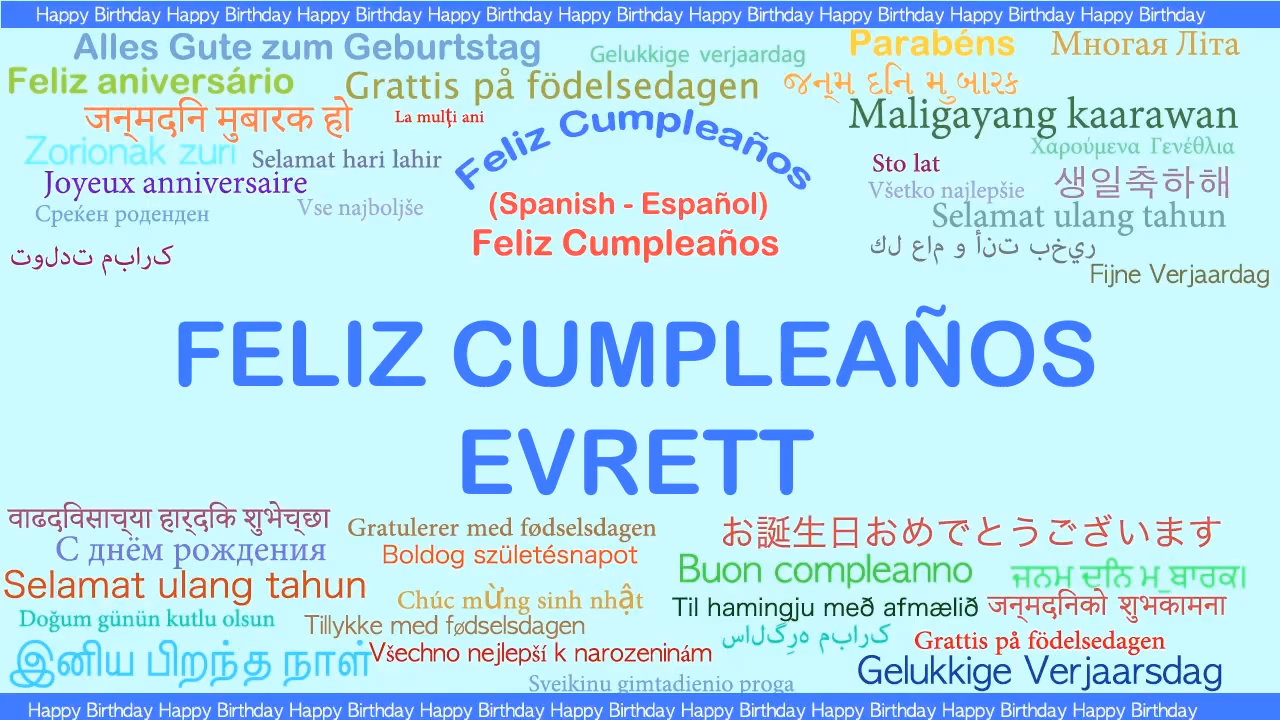 Happy Birthday Happy Birthday Happy Birthday Happy Birthday Happy Birthday Happy Birthday Happy Birthday Happy Birthday Happy Birthday
Alles Gute zum Geburtstag
Gelukkige verjaardag
Parabéns
Многая Літа
Feliz aniversário
Grattis på födelsedagen
જન્મ દિન મુબારક
जन्मदिन मुबारक हो
La mulţi ani
Feliz Cumpleaños
Maligayang kaarawan
Zorionak zuri
Selamat hari lahir
Χαρούμενα Γενέθλια
Sto lat
Joyeux anniversaire
Všetko najlepšie
생일축하해
(Spanish - Español)
Среќен роденден
Vse najboljše
Selamat ulang tahun
Feliz Cumpleaños
كل عام و أنت بخير
تولدت مبارک
Fijne Verjaardag
FELIZ CUMPLEAÑOS
EVRETT
वाढदिवसाच्या हार्दिक शुभेच्छा
Gratulerer med fødselsdagen
お誕生日おめでとうございます
С днём рождения
Boldog születésnapot
Buon compleanno
ਜਨਮ ਦਿਨ ਮੁਬਾਰਕ।
Selamat ulang tahun
Chúc mừng sinh nhật
Til hamingju með afmælið
जन्मदिनको शुभकामना
Doğum günün kutlu olsun
Tillykke med fødselsdagen
سالگرہ مبارک
Grattis på födelsedagen
இனிய பிறந்த நாள்
Všechno nejlepší k narozeninám
Gelukkige Verjaarsdag
Sveikinu gimtadienio proga
Happy Birthday Happy Birthday Happy Birthday Happy Birthday Happy Birthday Happy Birthday Happy Birthday Happy Birthday Happy Birthday